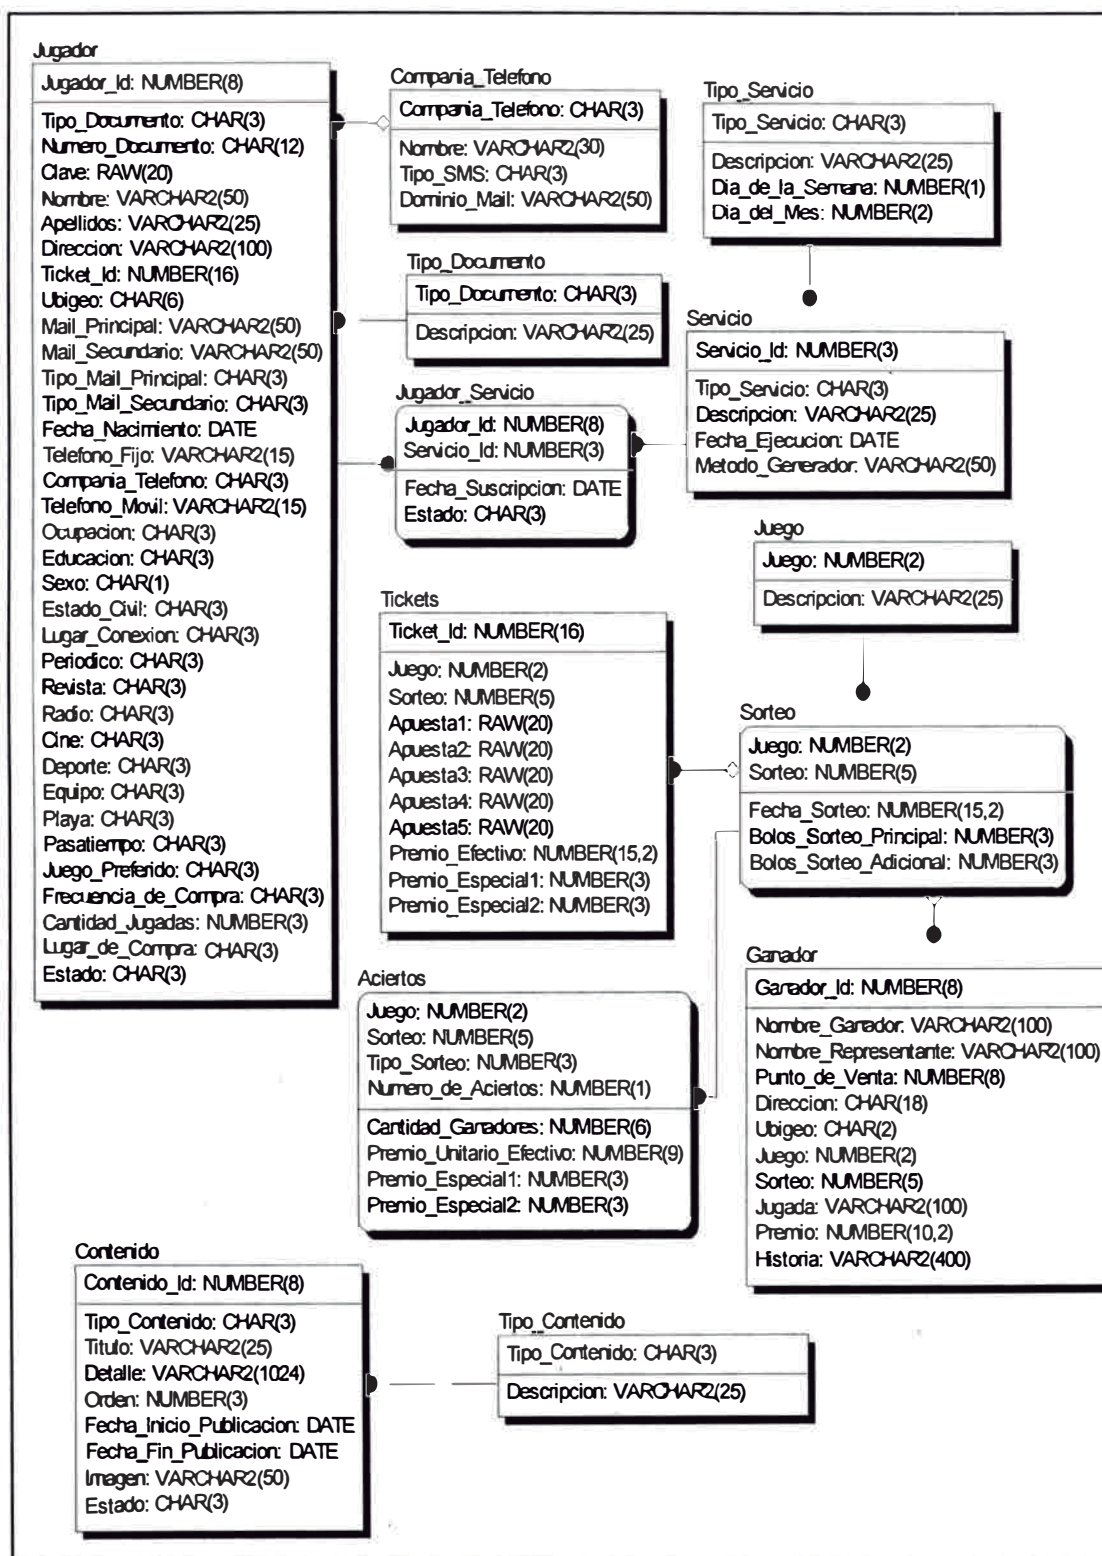 Jugador
Jugador_Id: NUMBER(8)
Tipo_Documento: CHAR(3)
Numero_Documento: CHAR(12)
Clave: RAW(20)
Nombre: VARCHAR2(50)
Apellidos: VARCHAR2(25)
Direccion: VARCHAR2(100)
Ticket_Id: NUMBER(16)
Ubigeo: CHAR(6)
Mail_Principal: VARCHAR2(50)
Mail_Secundario: VARCHAR2(50)
Tipo_Mail_Principal: CHAR(3)
Tipo_Mail_Secundario: CHAR(3)
Fecha_Nacimiento: DATE
Telefono_Fijo: VARCHAR2(15)
Compania_Telefono: CHAR(3)
Telefono_Movil: VARCHAR2(15)
Ocupacion: CHAR(3)
Educacion: CHAR(3)
Sexo: CHAR(1)
Estado_Civil: CHAR(3)
Lugar_Conexion: CHAR(3)
Periodico: CHAR(3)
Revista: CHAR(3)
Radio: CHAR(3)
Cine: CHAR(3)
Deporte: CHAR(3)
Equipo: CHAR(3)
Playa: CHAR(3)
Pasatiempo: CHAR(3)
Juego_Preferido: CHAR(3)
Frecuencia_de_Compra: CHAR(3)
Cantidad_Jugadas: NUMBER(3)
Lugar_de_Compra: CHAR(3)
Estado: CHAR(3)
Compania_Telefono
Compania_Telefono: CHAR(3)
Nombre: VARCHAR2(30)
Tipo_SMS: CHAR(3)
Dominio_Mail: VARCHAR2(50)
Tipo_Servicio
Tipo_Servicio: CHAR(3)
Descripcion: VARCHAR2(25)
Dia_de_la_Semana: NUMBER(1)
Dia_del_Mes: NUMBER(2)
Tipo_Documento
Tipo_Documento: CHAR(3)
Descripcion: VARCHAR2(25)
Servicio
Servicio_Id: NUMBER(3)
Tipo_Servicio: CHAR(3)
Descripcion: VARCHAR2(25)
Fecha_Ejecucion: DATE
Metodo_Generador: VARCHAR2(50)
Jugador_Servicio
Jugador_Id: NUMBER(8)
Servicio_Id: NUMBER(3)
Fecha_Suscripcion: DATE
Estado: CHAR(3)
Juego
Juego: NUMBER(2)
Descripcion: VARCHAR2(25)
Tickets
Ticket_Id: NUMBER(16)
Juego: NUMBER(2)
Sorteo: NUMBER(5)
Apuesta1: RAW(20)
Apuesta2: RAW(20)
Apuesta3: RAW(20)
Apuesta4: RAW(20)
Apuesta5: RAW(20)
Premio_Efectivo: NUMBER(15,2)
Premio_Especial1: NUMBER(3)
Premio_Especial2: NUMBER(3)
Sorteo
Juego: NUMBER(2)
Sorteo: NUMBER(5)
Fecha_Sorteo: NUMBER(15,2)
Bolos_Sorteo_Principal: NUMBER(3)
Bolos_Sorteo_Adicional: NUMBER(3)
Ganador
Ganador_Id: NUMBER(8)
Nombre_Ganador: VARCHAR2(100)
Nombre_Representante: VARCHAR2(100)
Punto_de_Venta: NUMBER(8)
Direccion: CHAR(18)
Ubigeo: CHAR(2)
Juego: NUMBER(2)
Sorteo: NUMBER(5)
Jugada: VARCHAR2(100)
Premio: NUMBER(10,2)
Historia: VARCHAR2(400)
Aciertos
Juego: NUMBER(2)
Sorteo: NUMBER(5)
Tipo_Sorteo: NUMBER(3)
Numero_de_Aciertos: NUMBER(1)
Cantidad_Ganadores: NUMBER(6)
Premio_Unitario_Efectivo: NUMBER(9)
Premio_Especial1: NUMBER(3)
Premio_Especial2: NUMBER(3)
Contenido
Contenido_Id: NUMBER(8)
Tipo_Contenido: CHAR(3)
Titulo: VARCHAR2(25)
Detalle: VARCHAR2(1024)
Orden: NUMBER(3)
Fecha_Inicio_Publicacion: DATE
Fecha_Fin_Publicacion: DATE
Imagen: VARCHAR2(50)
Estado: CHAR(3)
Tipo_Contenido
Tipo_Contenido: CHAR(3)
Descripcion: VARCHAR2(25)